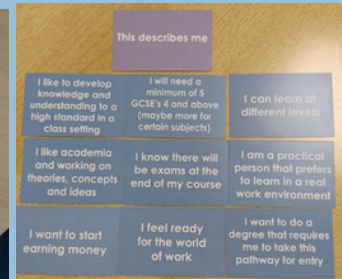 This describes me
I like to develop
knowledge and
understanding to a
high standard in a
class setting
I will need a
minimum of 5
GCSE's 4 and above
(maybe more for
certain subjects)
I can learn at
different levels
I like academia
and working on
theories, concepts
and ideas
I know there will
be exams at the
end of my course
I am a practical
person that prefers
to learn in a real
work environment
I want to start
earning money
I feel ready
for the world
of work
I want to do a
degree that requires
me to take this
pathway for entry